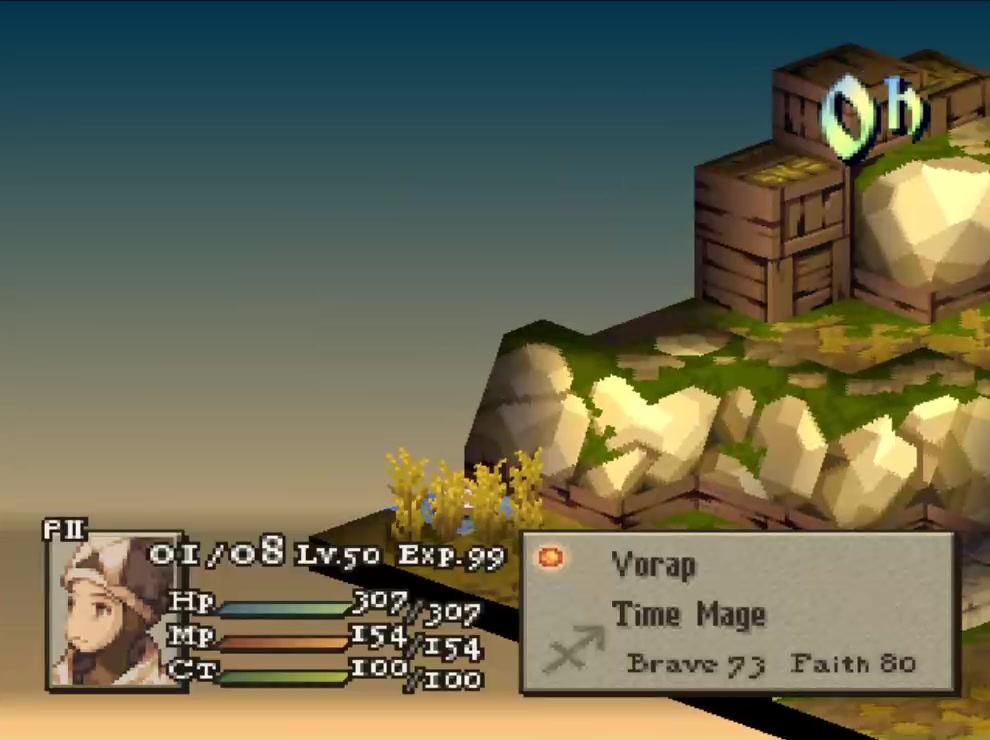 0h
PII
01/08 Lv.50 Exp.99
Hp 307/307
Mp 154/154
CT 100/100
Vorap
Time Mage
Brave 73 Faith 80